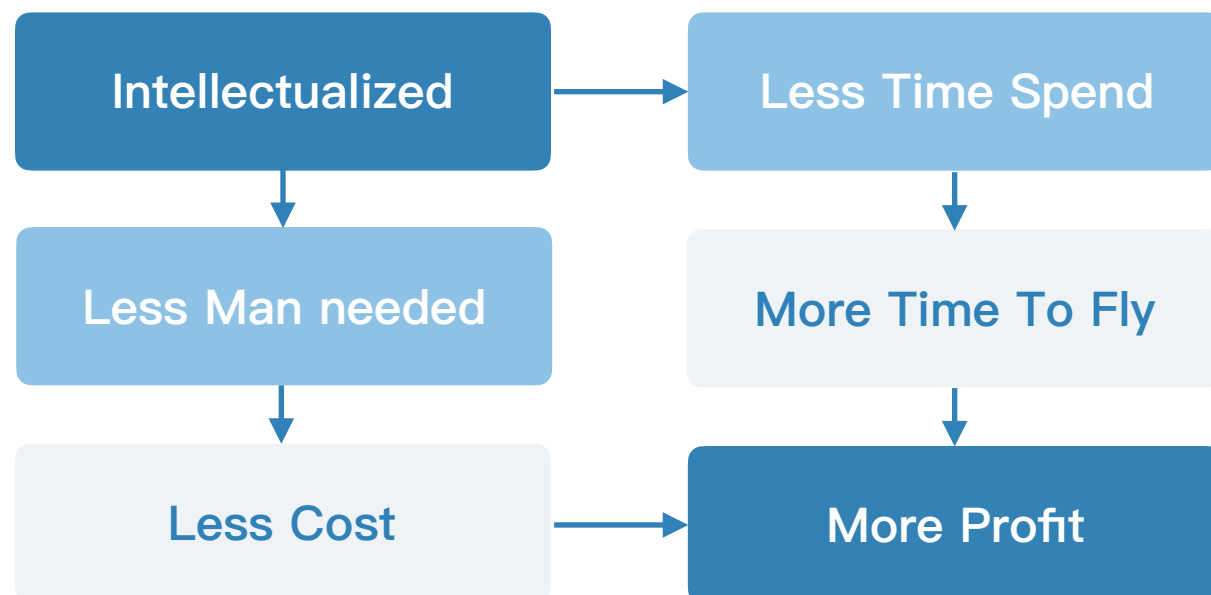 Intellectualized
Less Time Spend
Less Man needed
More Time To Fly
Less Cost
More Profit